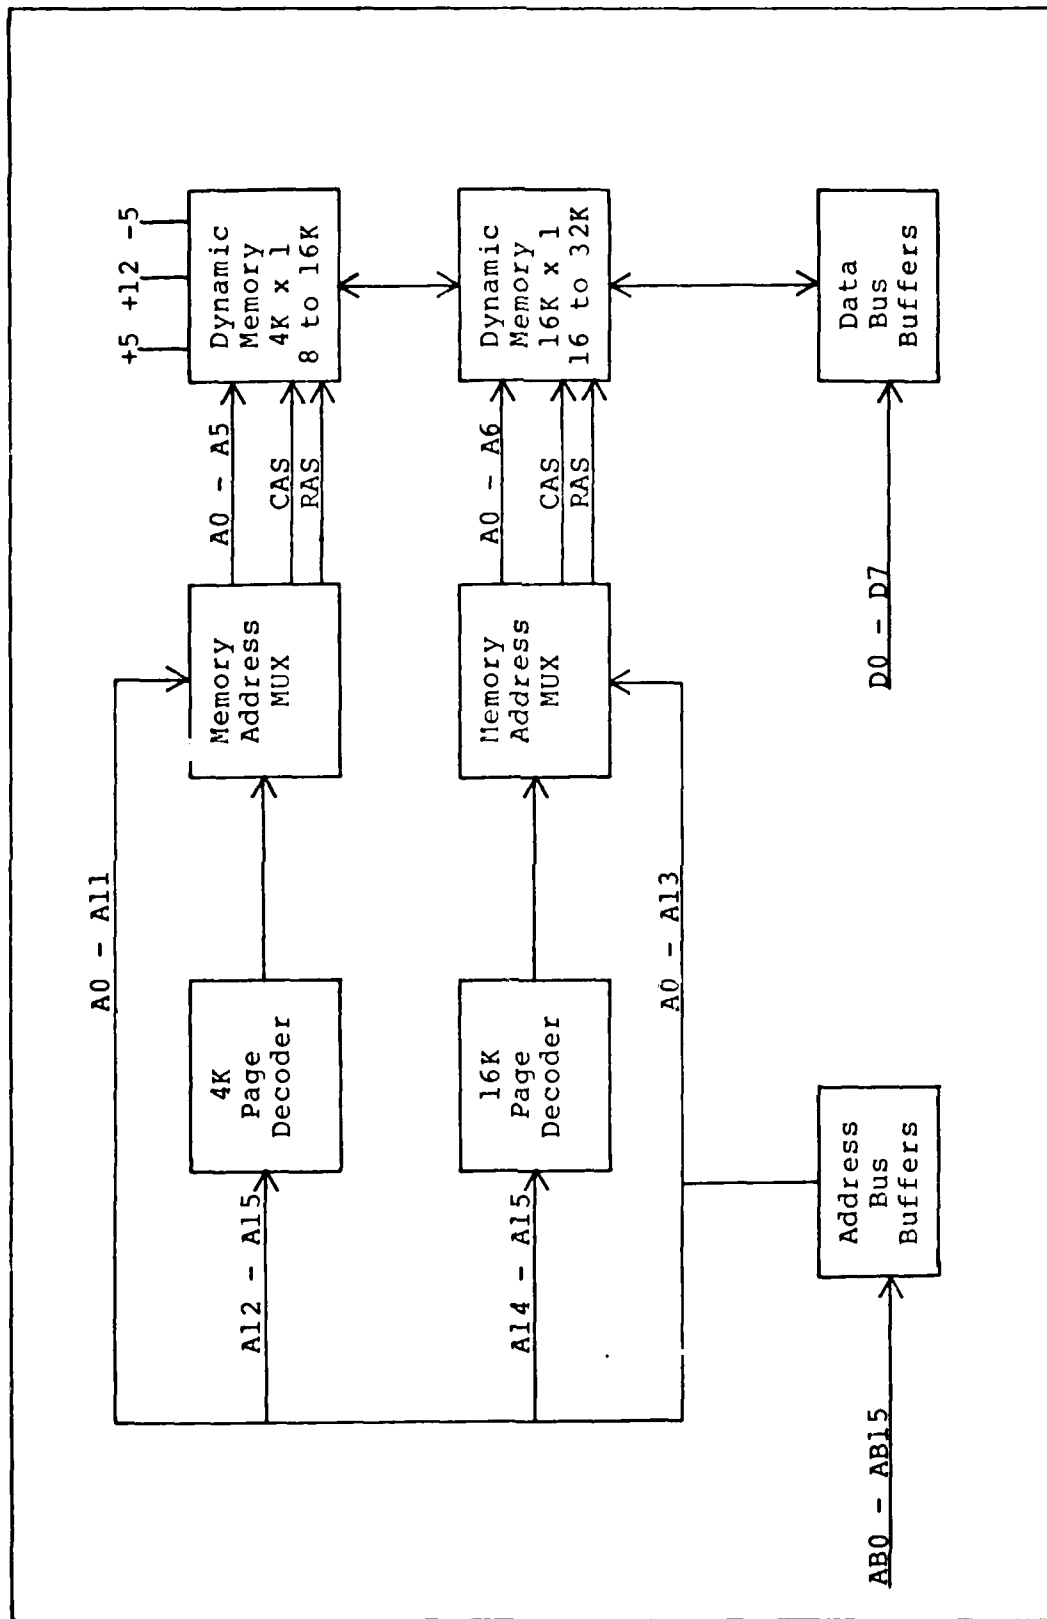 +5 +12 -5
A0 - A11
A12 - A15
4K
Page
Decoder
Memory
Address
MUX
A0 - A5
CAS
RAS
Dynamic
Memory
4K x 1
8 to 16K
A14 - A15
16K
Page
Decoder
Memory
Address
MUX
A0 - A6
CAS
RAS
Dynamic
Memory
16K x 1
16 to 32K
A0 - A13
AB0 - AB15
Address
Bus
Buffers
D0 - D7
Data
Bus
Buffers